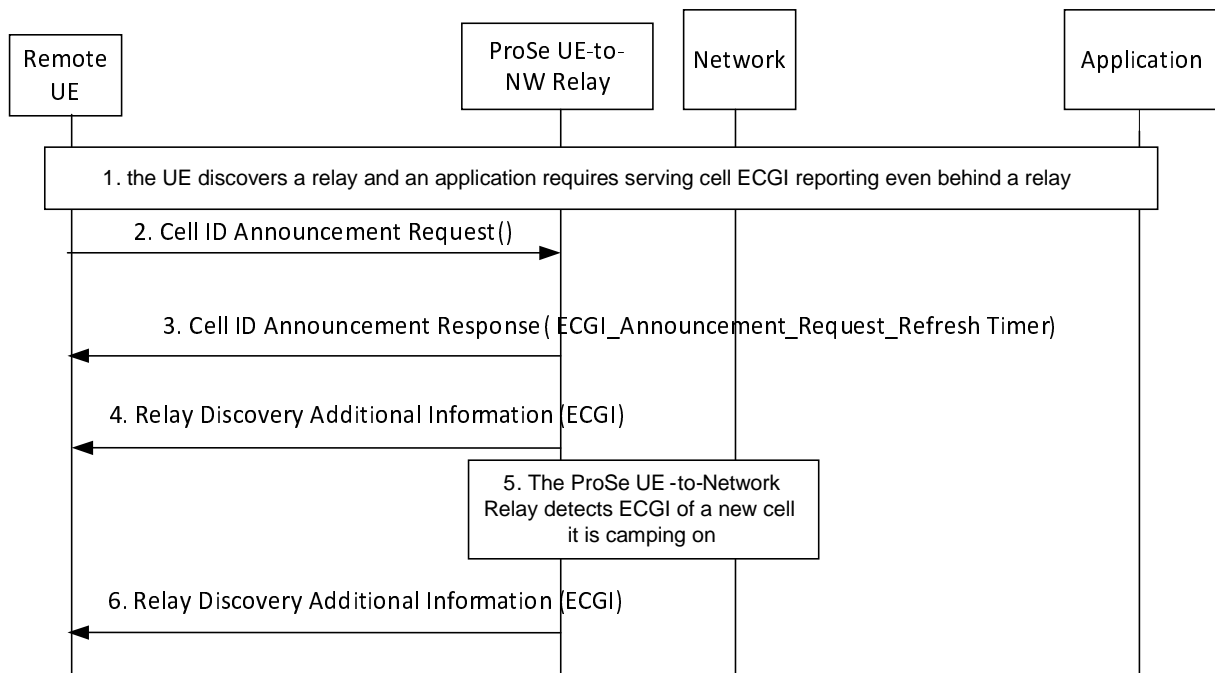 Remote
UE
ProSe UE-to-
NW Relay
Network
Application
1. the UE discovers a relay and an application requires serving cell ECGI reporting even behind a relay
2. Cell ID Announcement Request()
3. Cell ID Announcement Response( ECGI_Announcement_Request_Refresh Timer)
4. Relay Discovery Additional Information (ECGI)
5. The ProSe UE -to-Network
Relay detects ECGI of a new cell
it is camping on
6. Relay Discovery Additional Information (ECGI)